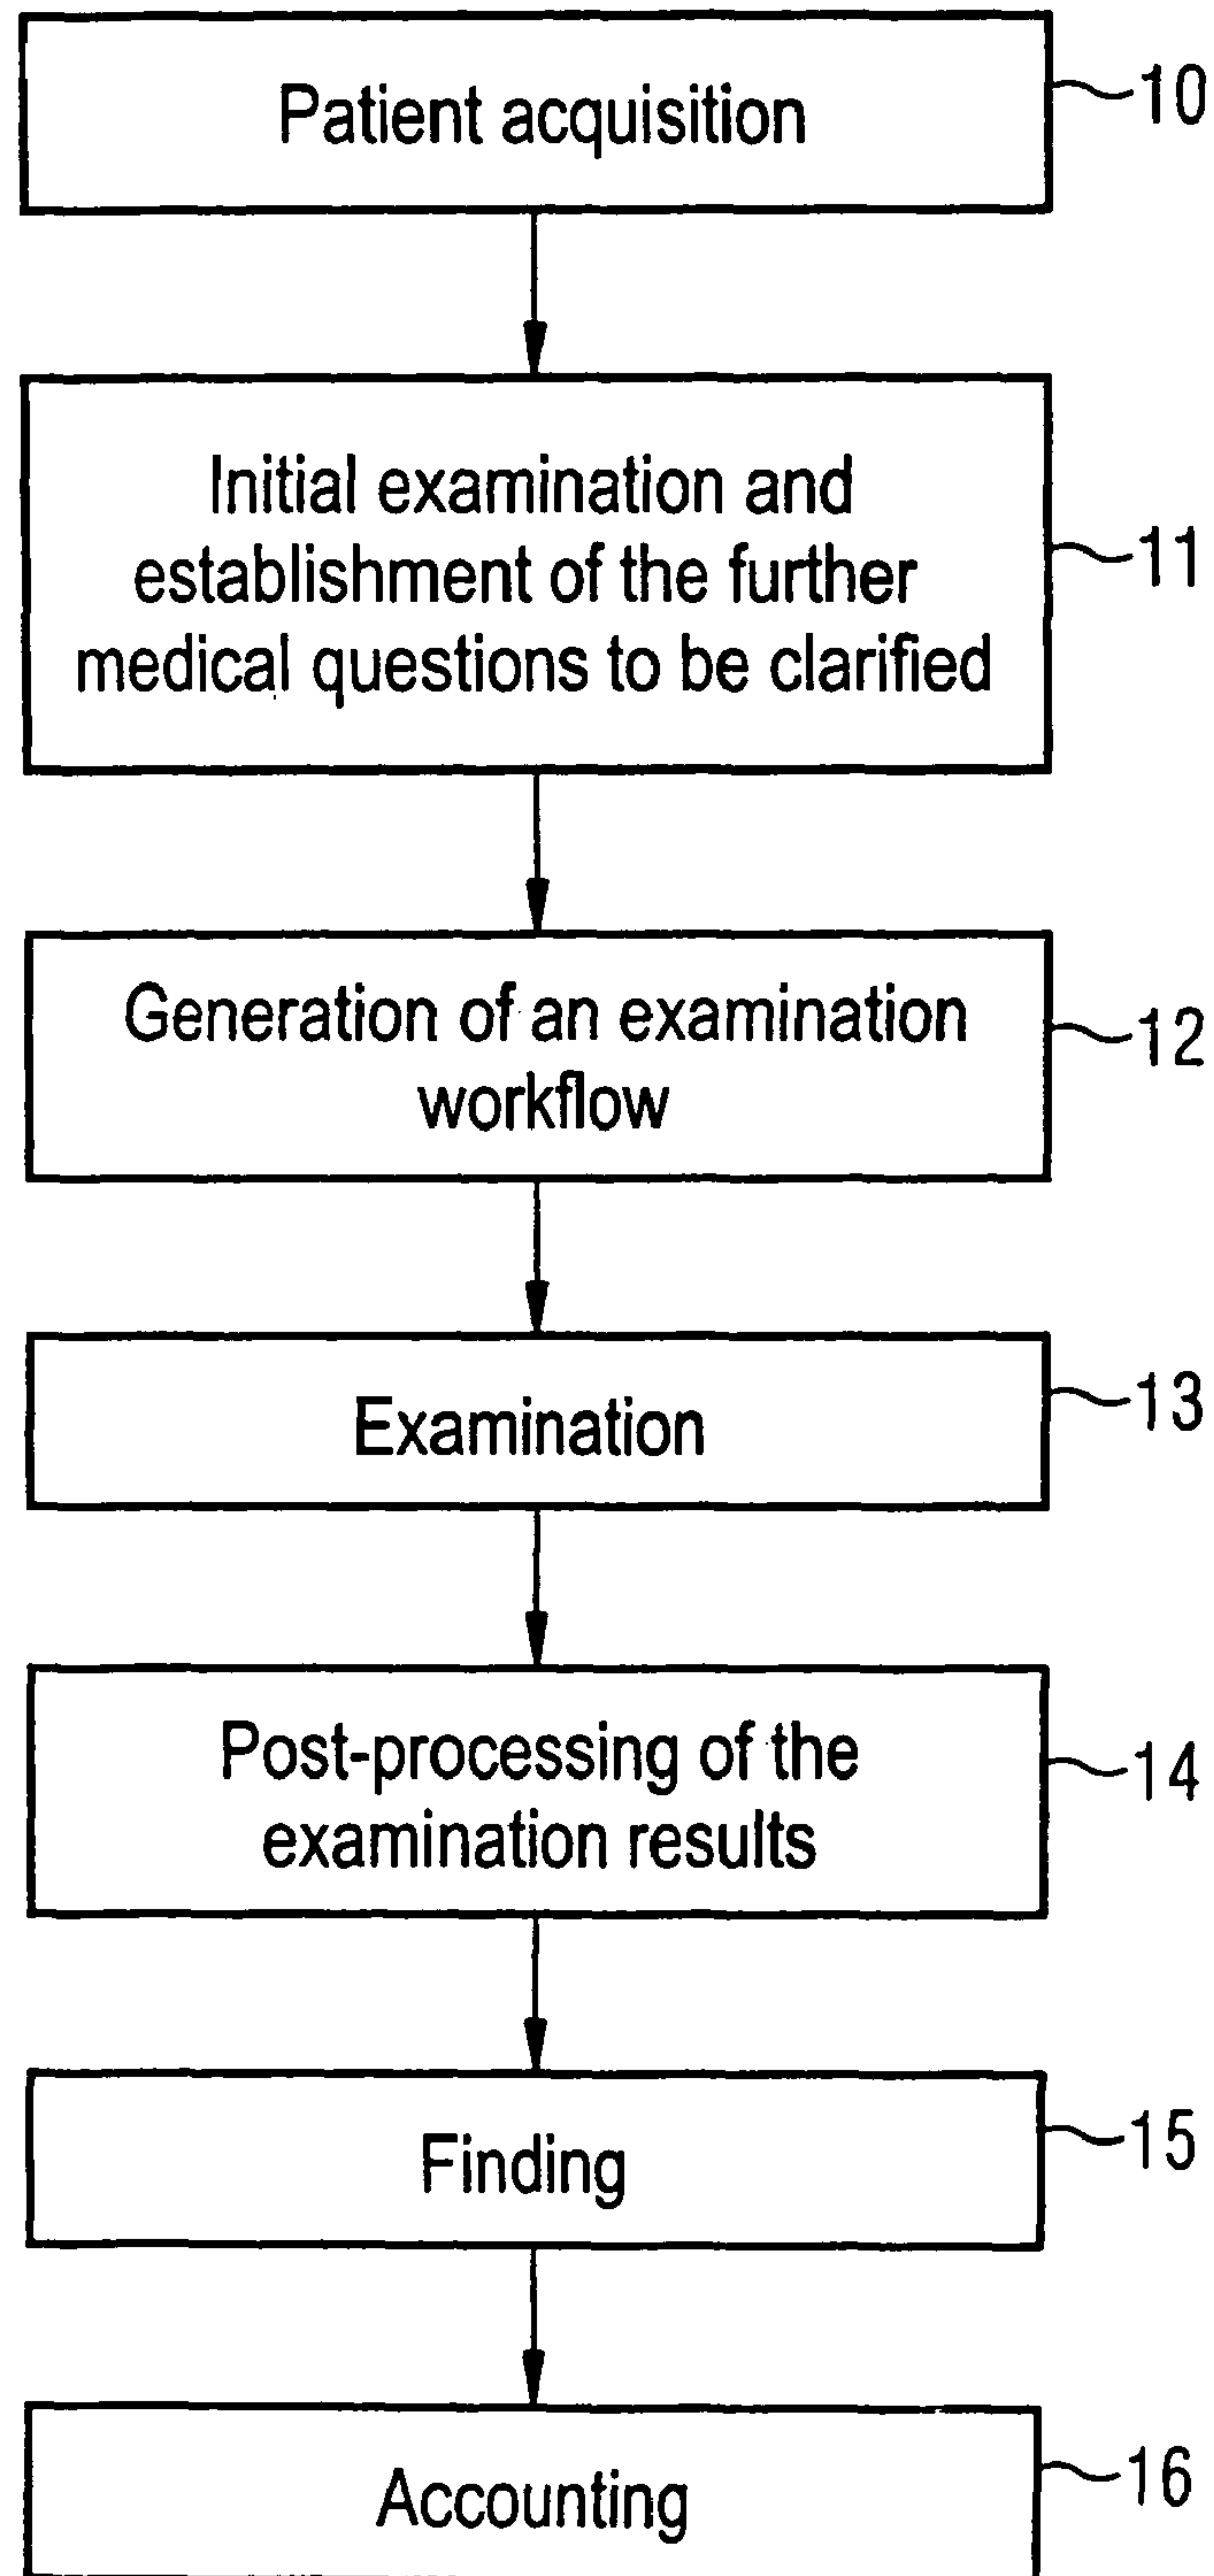 Patient acquisition
10
Initial examination and
establishment of the further
medical questions to be clarified
11
Generation of an examination
workflow
12
Examination
13
Post-processing of the
examination results
14
Finding
15
Accounting
16